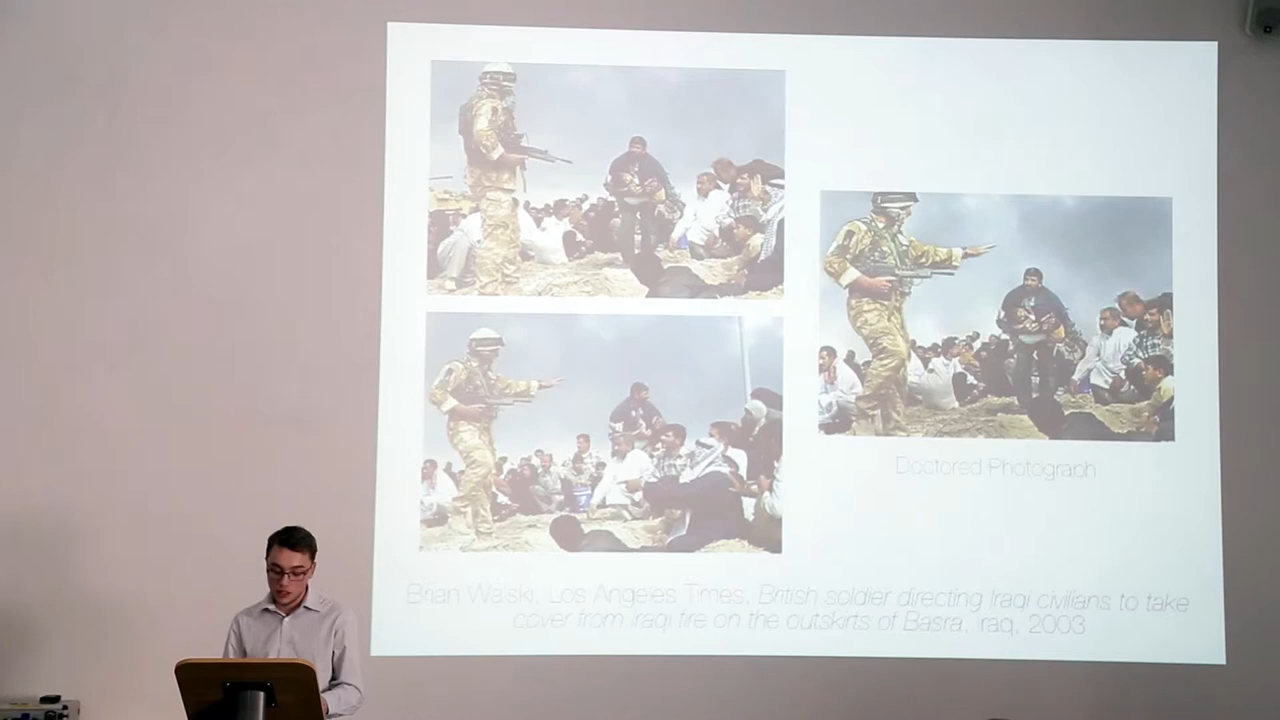 Doctored Photograph
Brian Walski, Los Angeles Times, British soldier directing Iraqi civilians to take
cover from Iraqi fire on the outskirts of Basra, Iraq, 2003